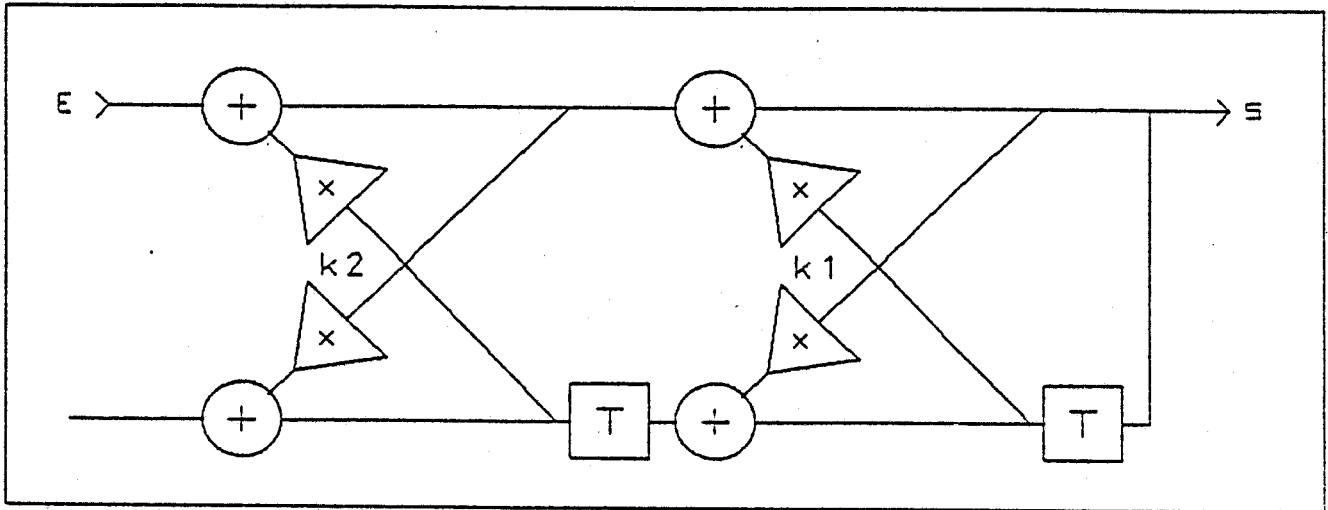 E + + S
× ×
k2 k1
× ×
+ T + T